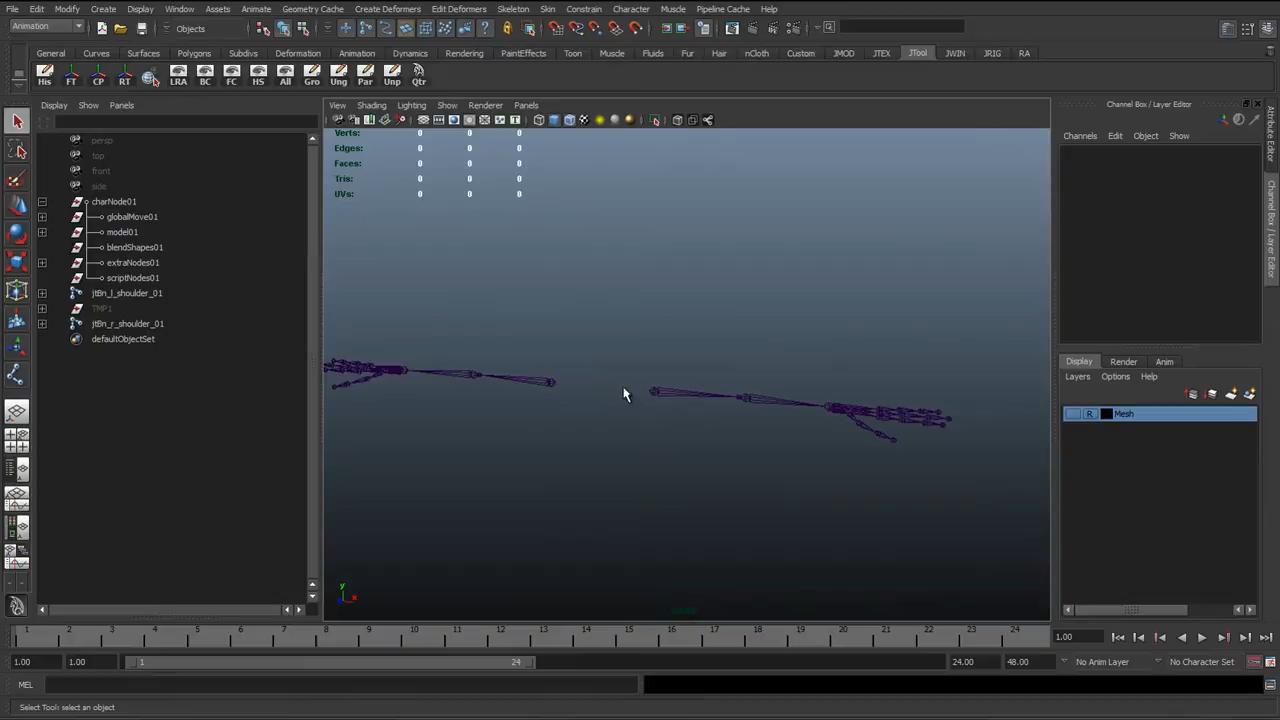 File Edit Modify Create Display Window Assets Animate Geometry Cache Create Deformers Edit Deformers Skeleton Skin Constrain Character Muscle Pipeline Cache Help
Animation Objects
General Curves Surfaces Polygons Subdivs Deformation Animation Dynamics Rendering PaintEffects Toon Muscle Fluids Fur Hair nCloth Custom JMOD JTEX JTool JWIN JRIG RA
His FT CP RT LRA BC FC HS All Gro Ung Par Unp Qtr
Display Show Panels
View Shading Lighting Show Renderer Panels
Channel Box / Layer Editor
Channels Edit Object Show
Attribute Editor
Channel Box / Layer Editor
persp
top
front
side
charNode01
globalMove01
model01
blendShapes01
extraNodes01
scriptNodes01
jtBn_l_shoulder_01
TMP1
jtBn_r_shoulder_01
defaultObjectSet
Verts: 0 0 0
Edges: 0 0 0
Faces: 0 0 0
Tris: 0 0 0
UVs: 0 0 0
y
x
Display Render Anim
Layers Options Help
R Mesh
1 2 3 4 5 6 7 8 9 10 11 12 13 14 15 16 17 18 19 20 21 22 23 24
1.00
1.00 1.00 1 24 24.00 48.00 No Anim Layer No Character Set
MEL
Select Tool: select an object